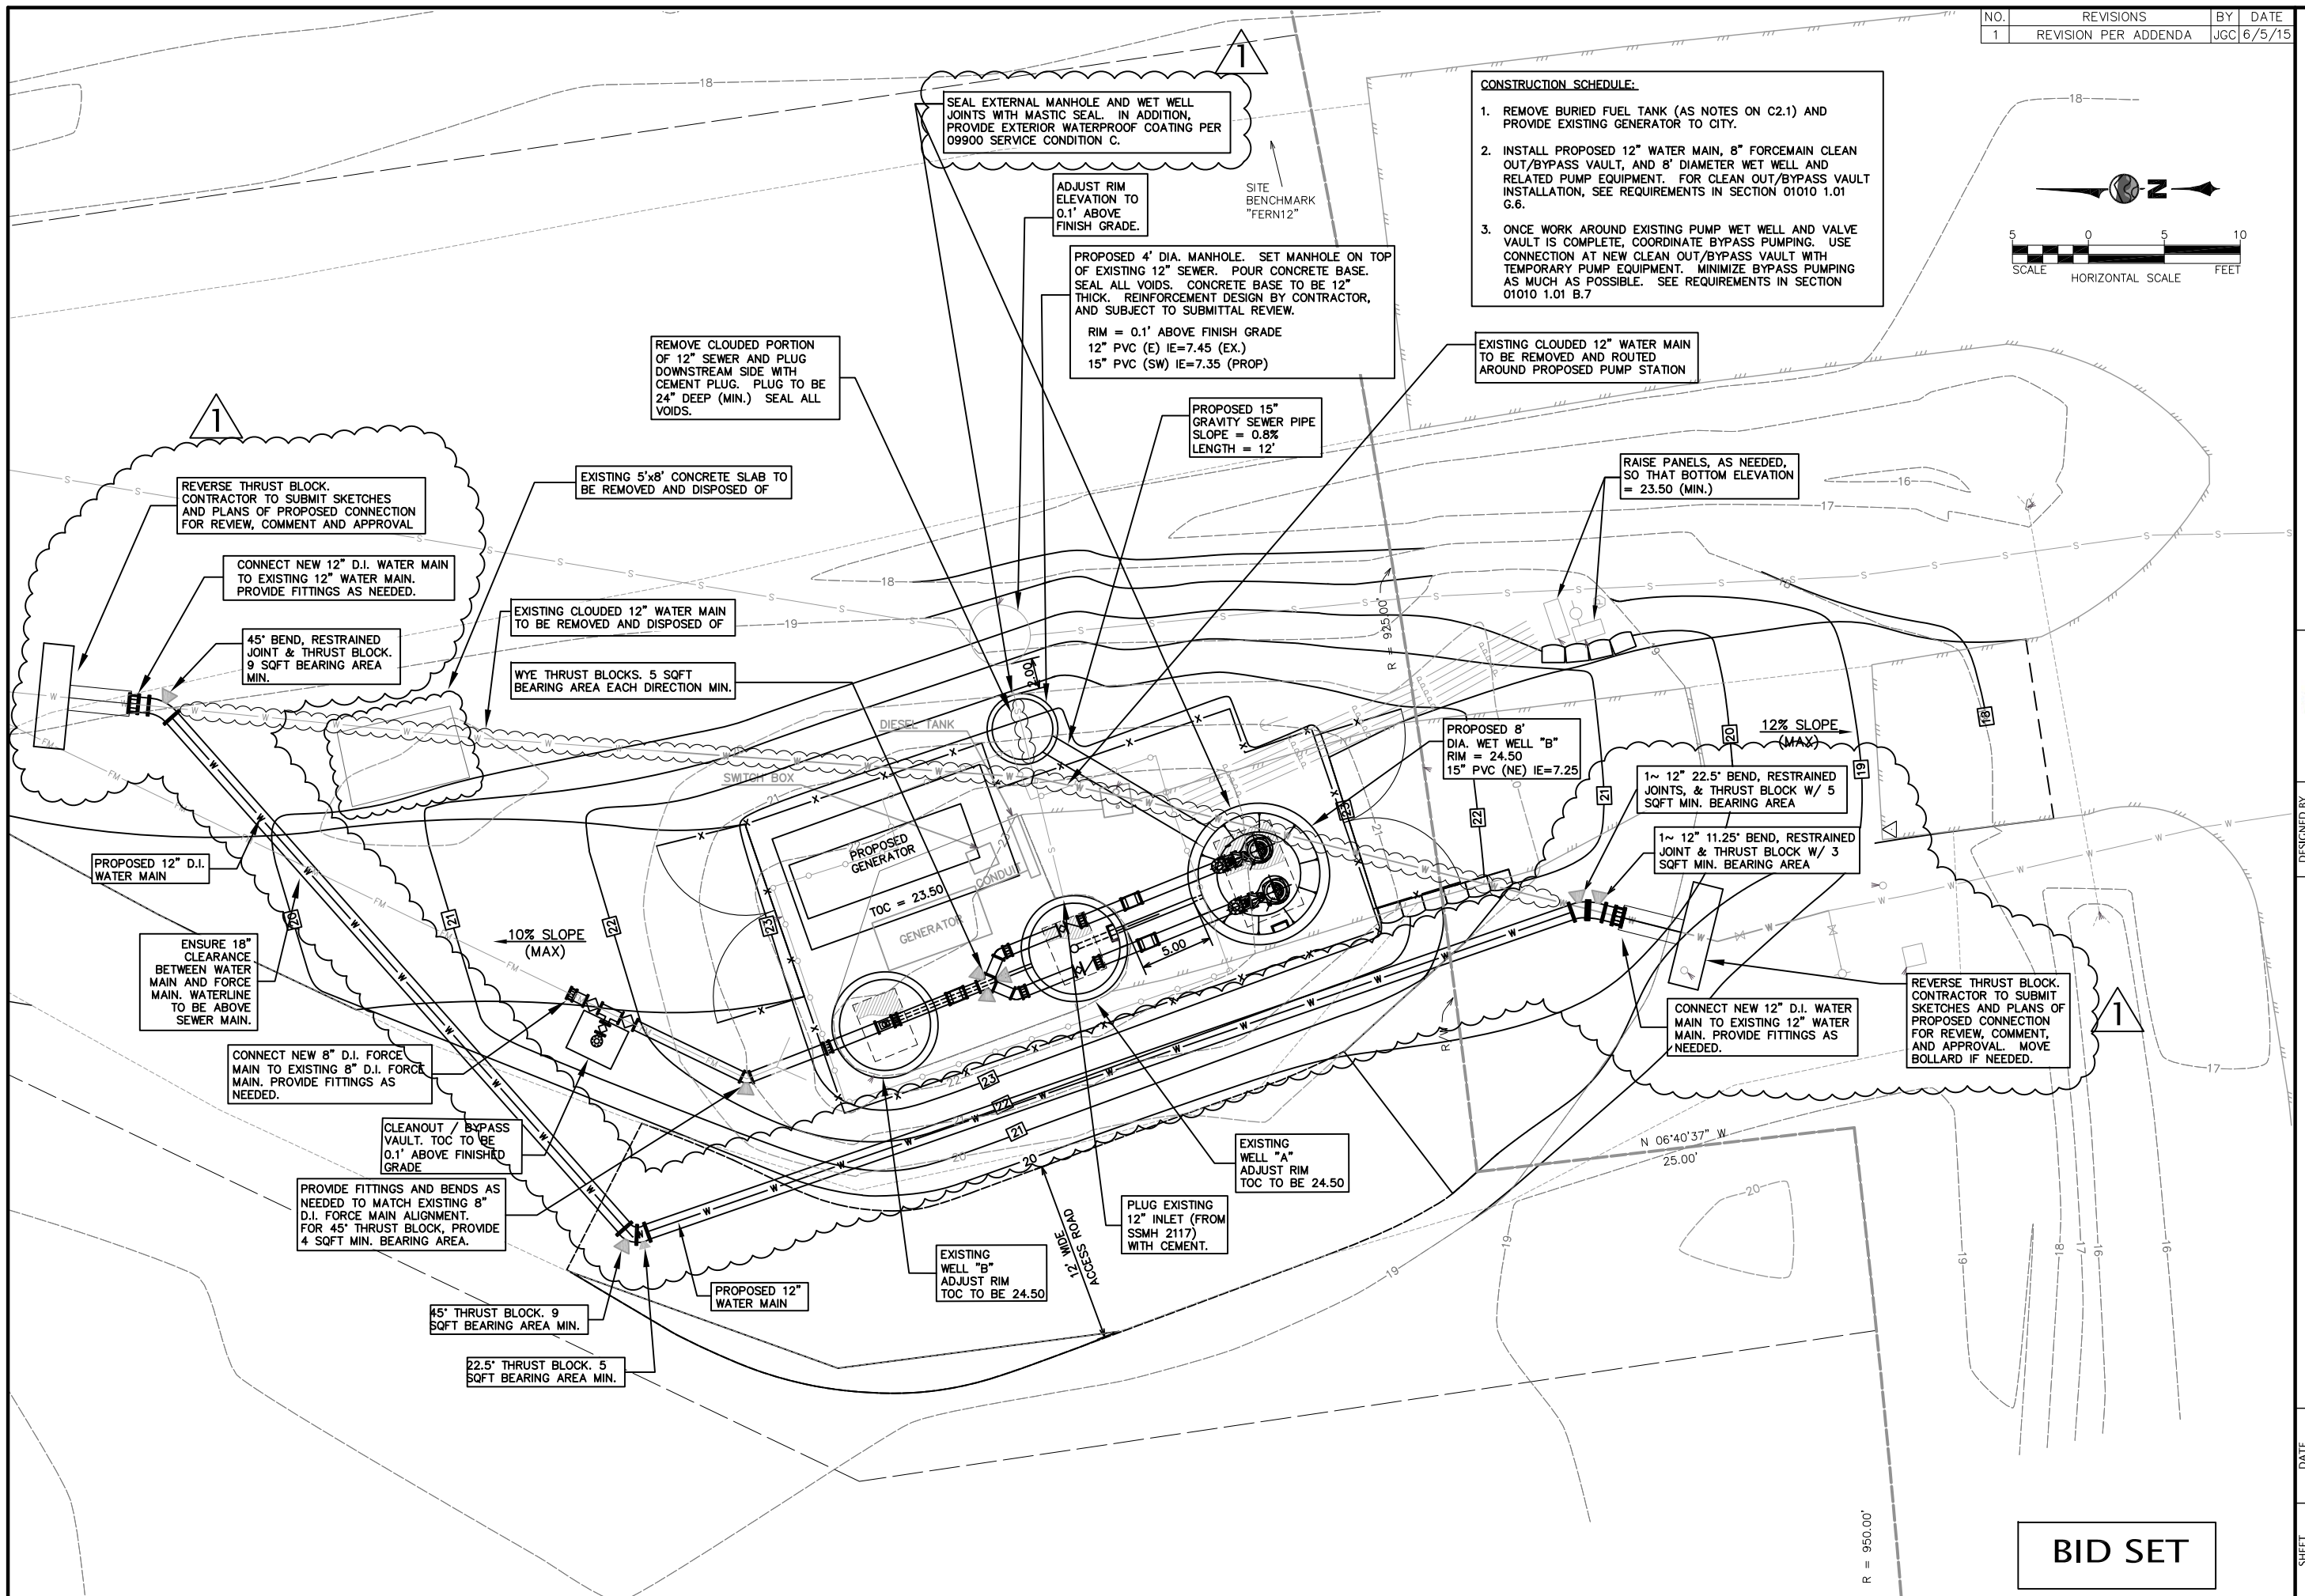 NO. REVISIONS BY DATE
1 REVISION PER ADDENDA JGC 6/5/15
1
SEAL EXTERNAL MANHOLE AND WET WELL
JOINTS WITH MASTIC SEAL. IN ADDITION,
PROVIDE EXTERIOR WATERPROOF COATING PER
09900 SERVICE CONDITION C.
CONSTRUCTION SCHEDULE:
1. REMOVE BURIED FUEL TANK (AS NOTES ON C2.1) AND
PROVIDE EXISTING GENERATOR TO CITY.
2. INSTALL PROPOSED 12" WATER MAIN, 8" FORCEMAIN CLEAN
OUT/BYPASS VAULT, AND 8' DIAMETER WET WELL AND
RELATED PUMP EQUIPMENT. FOR CLEAN OUT/BYPASS VAULT
INSTALLATION, SEE REQUIREMENTS IN SECTION 01010 1.01
G.6.
3. ONCE WORK AROUND EXISTING PUMP WET WELL AND VALVE
VAULT IS COMPLETE, COORDINATE BYPASS PUMPING. USE
CONNECTION AT NEW CLEAN OUT/BYPASS VAULT WITH
TEMPORARY PUMP EQUIPMENT. MINIMIZE BYPASS PUMPING
AS MUCH AS POSSIBLE. SEE REQUIREMENTS IN SECTION
01010 1.01 B.7
N
5 0 5 10
SCALE FEET
HORIZONTAL SCALE
ADJUST RIM
ELEVATION TO
0.1' ABOVE
FINISH GRADE.
SITE
BENCHMARK
"FERN12"
PROPOSED 4' DIA. MANHOLE. SET MANHOLE ON TOP
OF EXISTING 12" SEWER. POUR CONCRETE BASE.
SEAL ALL VOIDS. CONCRETE BASE TO BE 12"
THICK. REINFORCEMENT DESIGN BY CONTRACTOR,
AND SUBJECT TO SUBMITTAL REVIEW.
RIM = 0.1' ABOVE FINISH GRADE
12" PVC (E) IE=7.45 (EX.)
15" PVC (SW) IE=7.35 (PROP)
REMOVE CLOUDED PORTION
OF 12" SEWER AND PLUG
DOWNSTREAM SIDE WITH
CEMENT PLUG. PLUG TO BE
24" DEEP (MIN.) SEAL ALL
VOIDS.
EXISTING CLOUDED 12" WATER MAIN
TO BE REMOVED AND ROUTED
AROUND PROPOSED PUMP STATION
PROPOSED 15"
GRAVITY SEWER PIPE
SLOPE = 0.8%
LENGTH = 12'
1
REVERSE THRUST BLOCK.
CONTRACTOR TO SUBMIT SKETCHES
AND PLANS OF PROPOSED CONNECTION
FOR REVIEW, COMMENT AND APPROVAL
EXISTING 5'x8' CONCRETE SLAB TO
BE REMOVED AND DISPOSED OF
RAISE PANELS, AS NEEDED,
SO THAT BOTTOM ELEVATION
= 23.50 (MIN.)
CONNECT NEW 12" D.I. WATER MAIN
TO EXISTING 12" WATER MAIN.
PROVIDE FITTINGS AS NEEDED.
EXISTING CLOUDED 12" WATER MAIN
TO BE REMOVED AND DISPOSED OF
45° BEND, RESTRAINED
JOINT & THRUST BLOCK.
9 SQFT BEARING AREA
MIN.
WYE THRUST BLOCKS. 5 SQFT
BEARING AREA EACH DIRECTION MIN.
R = 925.00'
2.00
DIESEL TANK
SWITCH BOX
PROPOSED
GENERATOR
TOC = 23.50
GENERATOR
CONDUIT
5.00
PROPOSED 8'
DIA. WET WELL "B"
RIM = 24.50
15" PVC (NE) IE=7.25
12% SLOPE
(MAX)
1~ 12" 22.5° BEND, RESTRAINED
JOINTS, & THRUST BLOCK W/ 5
SQFT MIN. BEARING AREA
1~ 12" 11.25° BEND, RESTRAINED
JOINT & THRUST BLOCK W/ 3
SQFT MIN. BEARING AREA
PROPOSED 12" D.I.
WATER MAIN
10% SLOPE
(MAX)
ENSURE 18"
CLEARANCE
BETWEEN WATER
MAIN AND FORCE
MAIN. WATERLINE
TO BE ABOVE
SEWER MAIN.
CONNECT NEW 12" D.I. WATER
MAIN TO EXISTING 12" WATER
MAIN. PROVIDE FITTINGS AS
NEEDED.
REVERSE THRUST BLOCK.
CONTRACTOR TO SUBMIT
SKETCHES AND PLANS OF
PROPOSED CONNECTION
FOR REVIEW, COMMENT,
AND APPROVAL. MOVE
BOLLARD IF NEEDED.
1
CONNECT NEW 8" D.I. FORCE
MAIN TO EXISTING 8" D.I. FORCE
MAIN. PROVIDE FITTINGS AS
NEEDED.
CLEANOUT / BYPASS
VAULT. TOC TO BE
0.1' ABOVE FINISHED
GRADE
PROVIDE FITTINGS AND BENDS AS
NEEDED TO MATCH EXISTING 8"
D.I. FORCE MAIN ALIGNMENT.
FOR 45° THRUST BLOCK, PROVIDE
4 SQFT MIN. BEARING AREA.
EXISTING
WELL "A"
ADJUST RIM
TOC TO BE 24.50
PLUG EXISTING
12" INLET (FROM
SSMH 2117)
WITH CEMENT.
EXISTING
WELL "B"
ADJUST RIM
TOC TO BE 24.50
N 06°40'37" W
25.00'
12' WIDE
ACCESS ROAD
PROPOSED 12"
WATER MAIN
45° THRUST BLOCK. 9
SQFT BEARING AREA MIN.
22.5° THRUST BLOCK. 5
SQFT BEARING AREA MIN.
R = 950.00'
BID SET
DESIGNED BY
DATE
SHEET